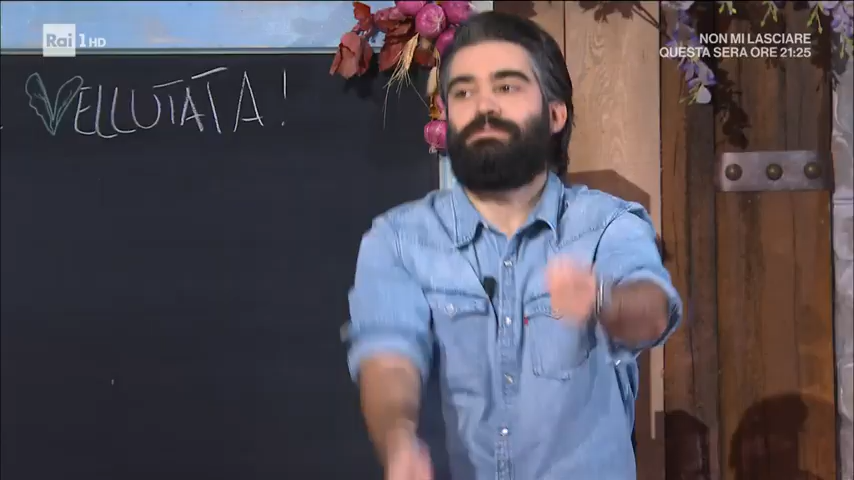 Rai 1 HD
NON MI LASCIARE
QUESTA SERA ORE 21:25
VELLUTATA!